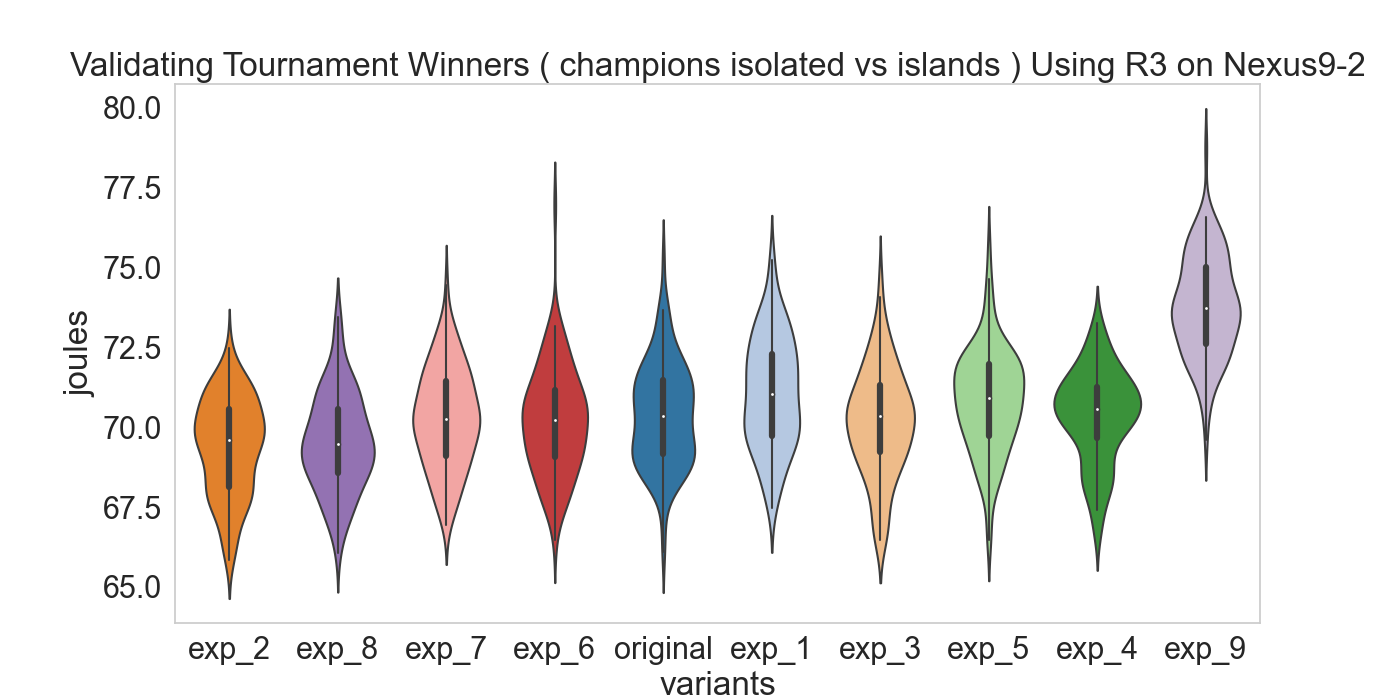 Validating Tournament Winners ( champions isolated vs islands ) Using R3 on Nexus9-2
80.0
77.5
75.0
72.5
70.0
67.5
65.0
joules
exp_2 exp_8 exp_7 exp_6 original exp_1 exp_3 exp_5 exp_4 exp_9
variants